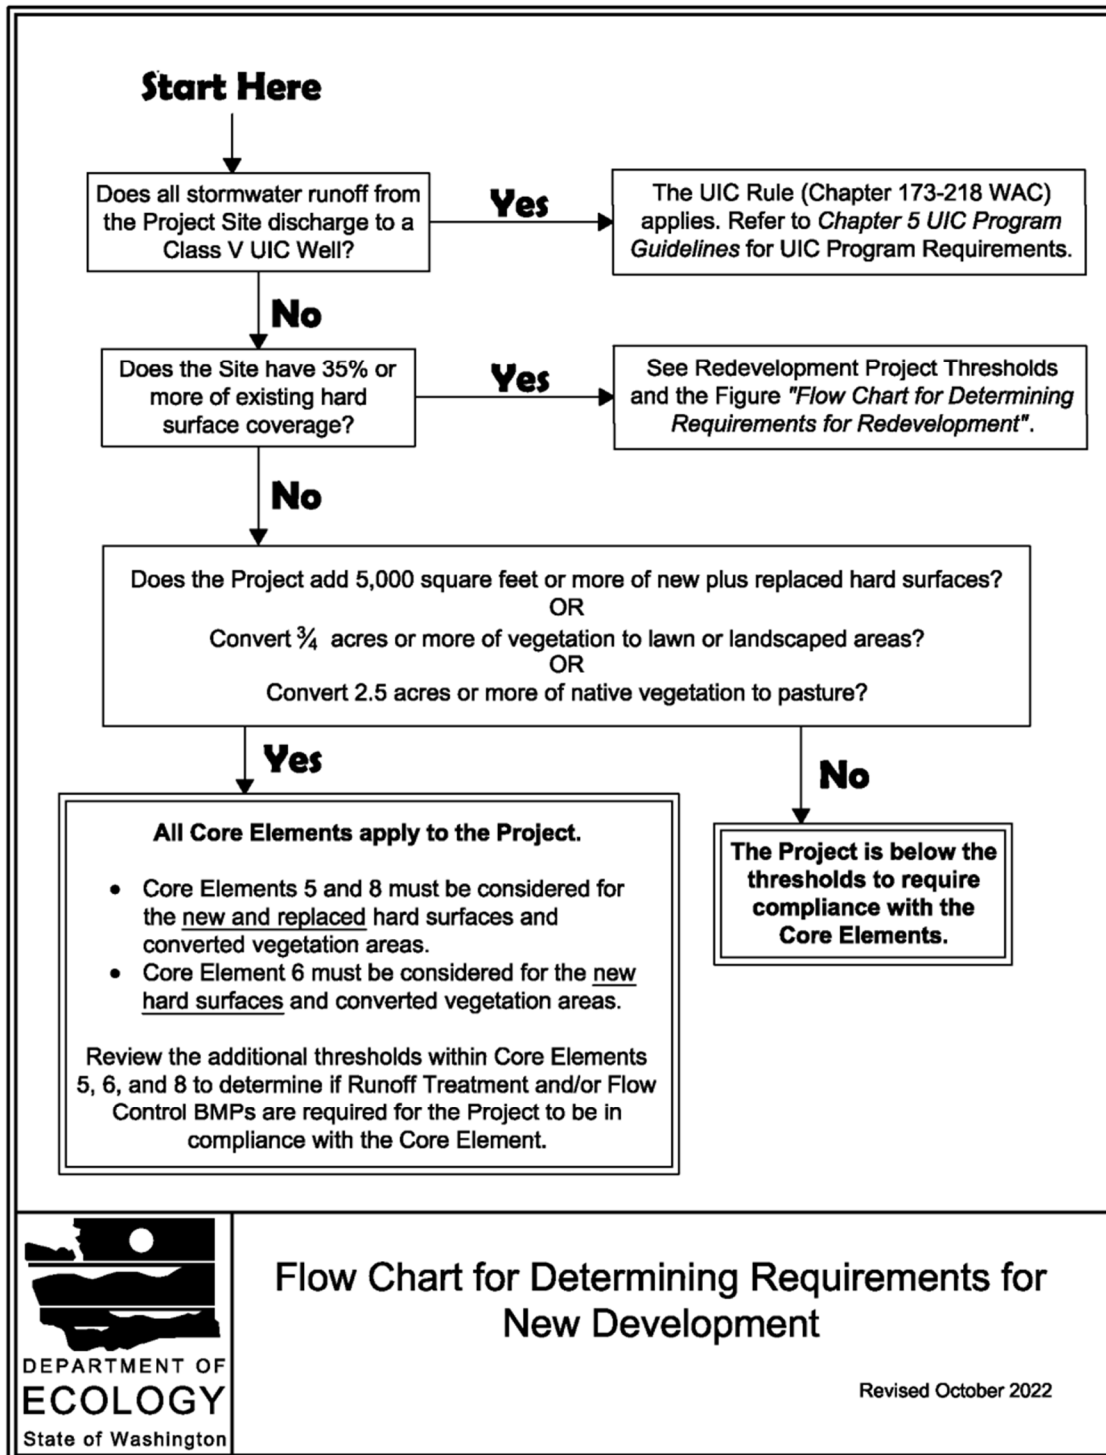 Start Here
Does all stormwater runoff from
the Project Site discharge to a
Class V UIC Well?
Yes
The UIC Rule (Chapter 173-218 WAC)
applies. Refer to Chapter 5 UIC Program
Guidelines for UIC Program Requirements.
No
Does the Site have 35% or
more of existing hard
surface coverage?
Yes
See Redevelopment Project Thresholds
and the Figure "Flow Chart for Determining
Requirements for Redevelopment".
No
Does the Project add 5,000 square feet or more of new plus replaced hard surfaces?
OR
Convert ¾ acres or more of vegetation to lawn or landscaped areas?
OR
Convert 2.5 acres or more of native vegetation to pasture?
Yes
No
All Core Elements apply to the Project.
• Core Elements 5 and 8 must be considered for
the new and replaced hard surfaces and
converted vegetation areas.
• Core Element 6 must be considered for the new
hard surfaces and converted vegetation areas.
Review the additional thresholds within Core Elements
5, 6, and 8 to determine if Runoff Treatment and/or Flow
Control BMPs are required for the Project to be in
compliance with the Core Element.
The Project is below the
thresholds to require
compliance with the
Core Elements.
DEPARTMENT OF
ECOLOGY
State of Washington
Flow Chart for Determining Requirements for
New Development
Revised October 2022